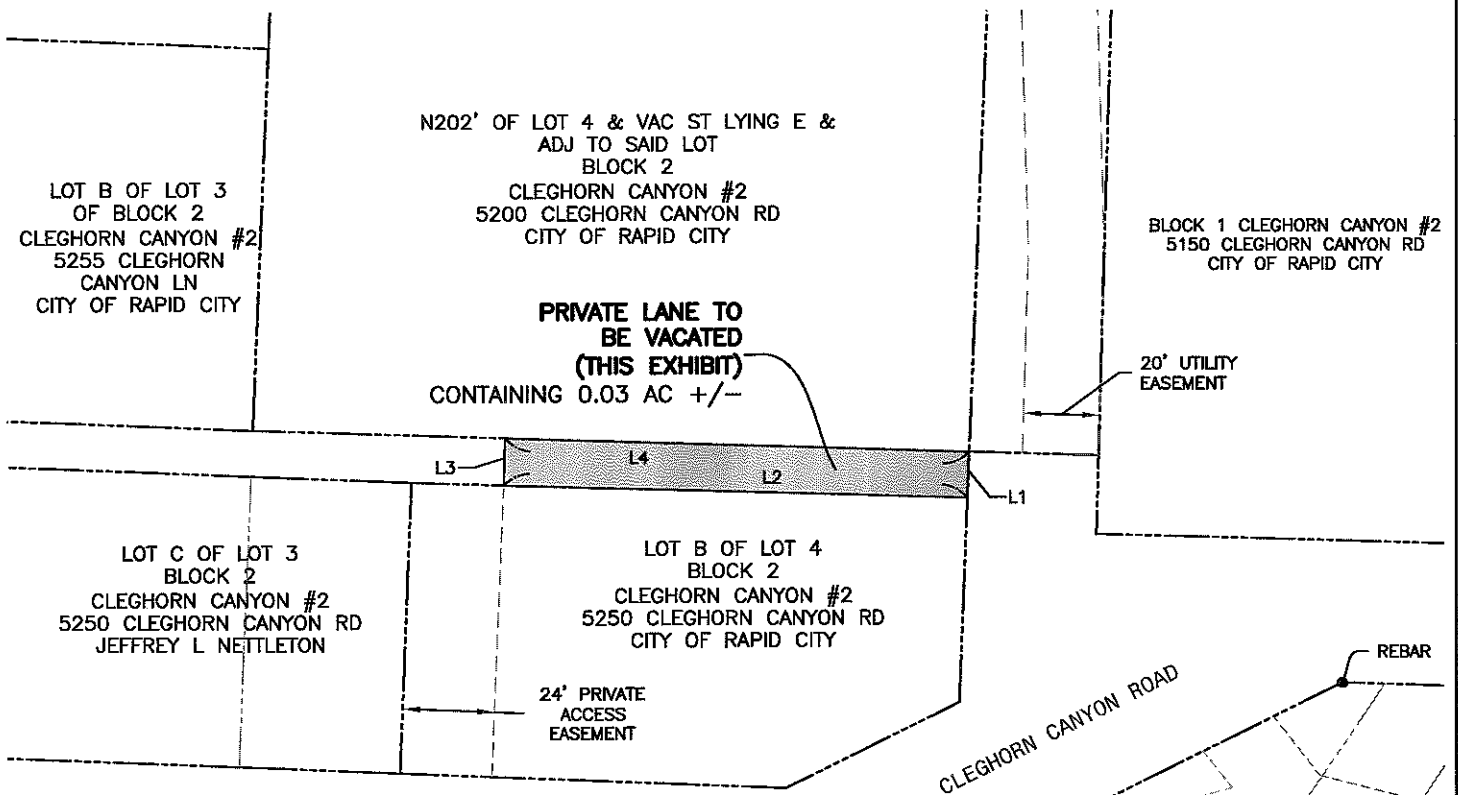 N202' OF LOT 4 & VAC ST LYING E &
ADJ TO SAID LOT
BLOCK 2
CLEGHORN CANYON #2
5200 CLEGHORN CANYON RD
CITY OF RAPID CITY
LOT B OF LOT 3
OF BLOCK 2
CLEGHORN CANYON #2
5255 CLEGHORN
CANYON LN
CITY OF RAPID CITY
BLOCK 1 CLEGHORN CANYON #2
5150 CLEGHORN CANYON RD
CITY OF RAPID CITY
PRIVATE LANE TO
BE VACATED
(THIS EXHIBIT)
CONTAINING 0.03 AC +/-
20' UTILITY
EASEMENT
L3
L4
L2
L1
LOT C OF LOT 3
BLOCK 2
CLEGHORN CANYON #2
5250 CLEGHORN CANYON RD
JEFFREY L NETTLETON
LOT B OF LOT 4
BLOCK 2
CLEGHORN CANYON #2
5250 CLEGHORN CANYON RD
CITY OF RAPID CITY
24' PRIVATE
ACCESS
EASEMENT
CLEGHORN CANYON ROAD
REBAR